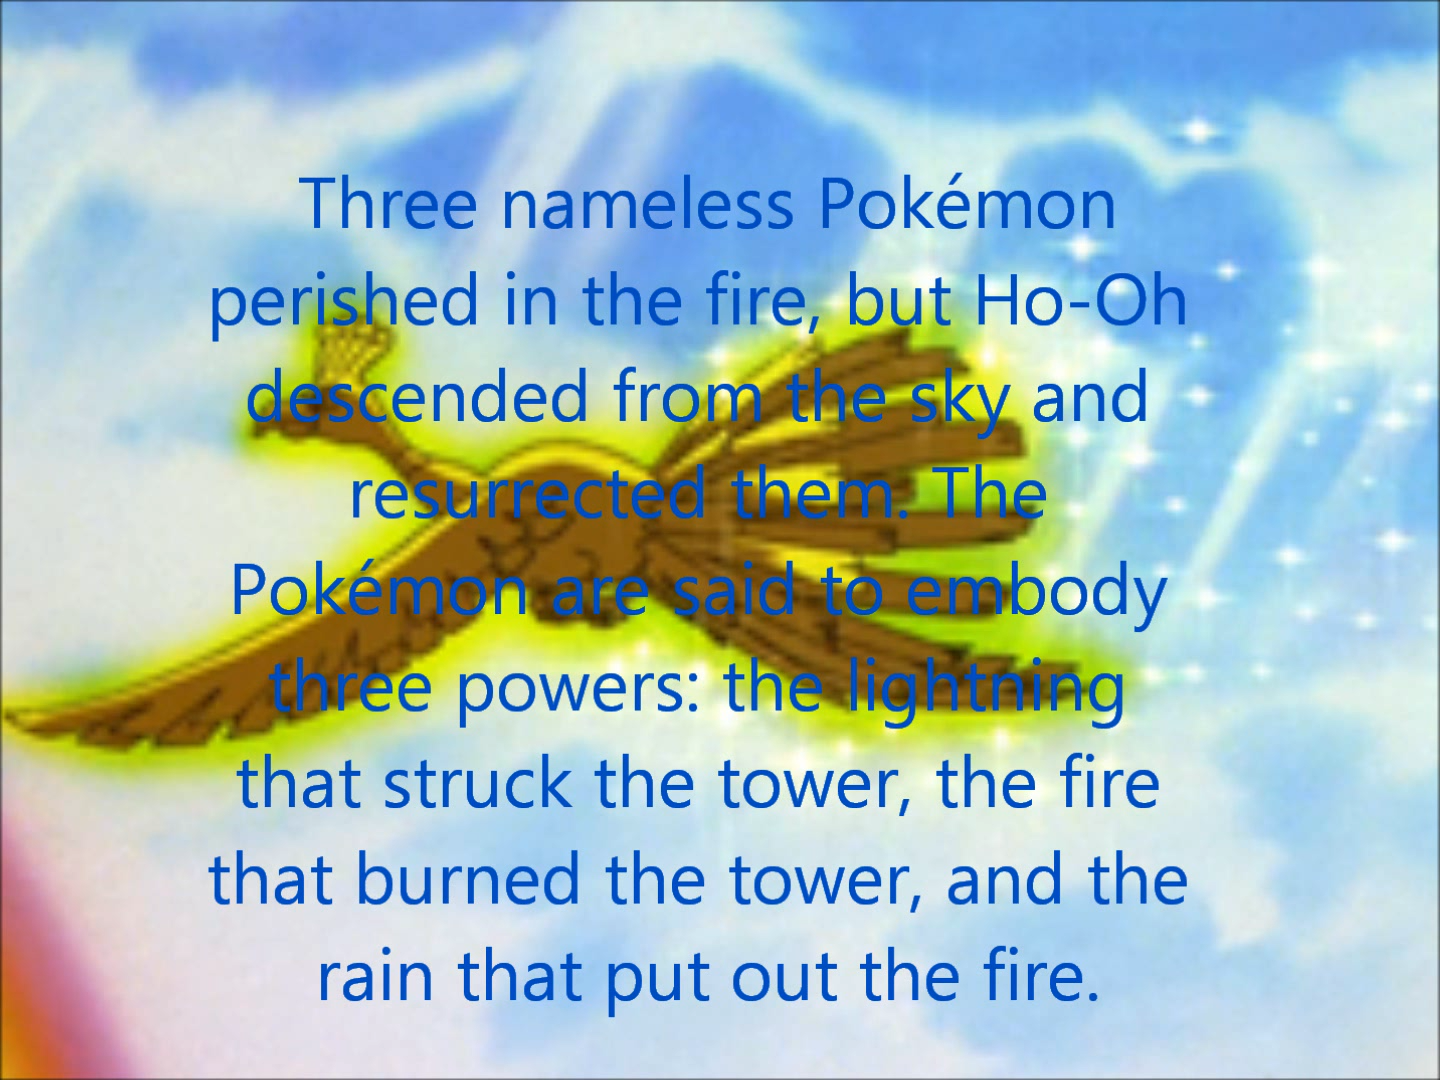 Three nameless Pokémon
perished in the fire, but Ho-Oh
descended from the sky and
resurrected them. The
Pokémon are said to embody
three powers: the lightning
that struck the tower, the fire
that burned the tower, and the
rain that put out the fire.